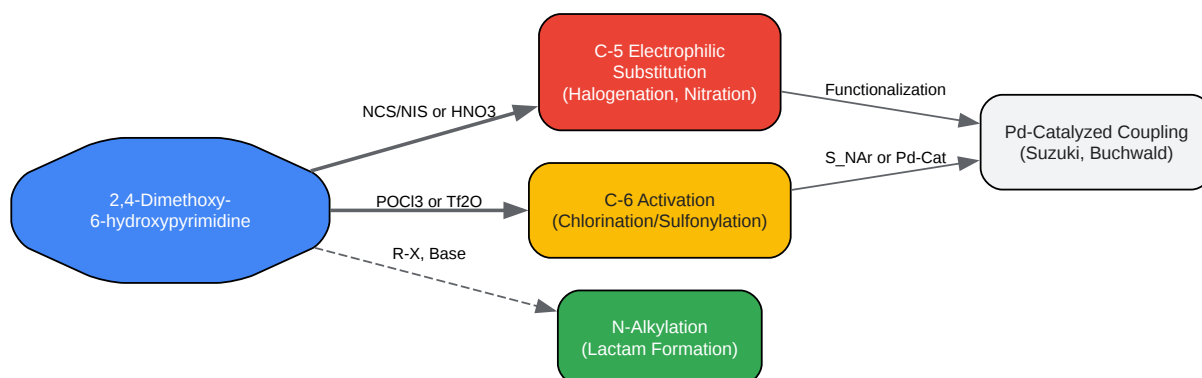 2,4-Dimethoxy-
6-hydroxypyrimidine
NCS/NIS or HNO3
POCl3 or Tf2O
R-X, Base
C-5 Electrophilic
Substitution
(Halogenation, Nitration)
C-6 Activation
(Chlorination/Sulfonylation)
N-Alkylation
(Lactam Formation)
Functionalization
S_NAr or Pd-Cat
Pd-Catalyzed Coupling
(Suzuki, Buchwald)